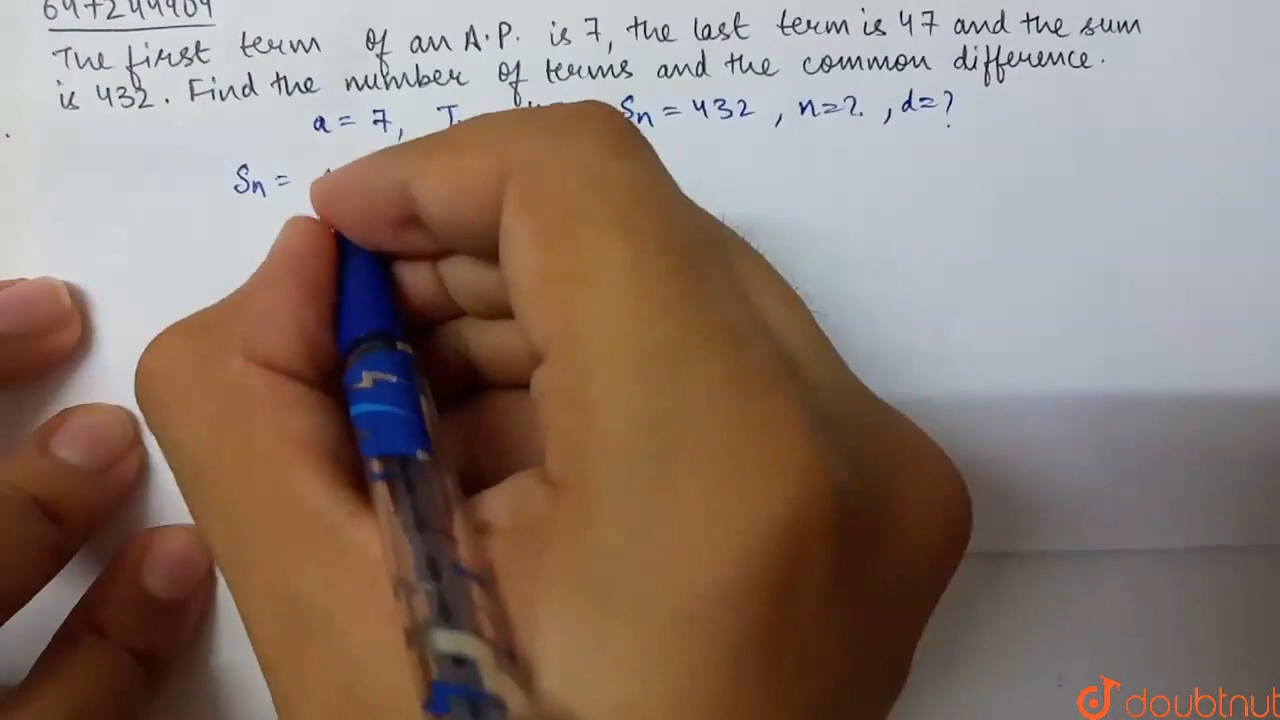 647244409
The first term of an A.P. is 7, the last term is 47 and the sum
is 432. Find the number of terms and the common difference.
a = 7, Sn = 432, n=?, d=?
Sn =
doubtnut